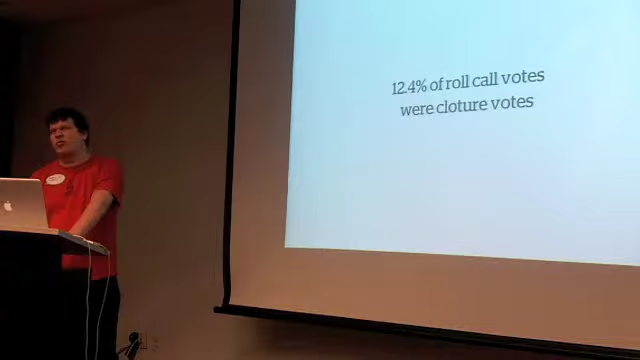 12.4% of roll call votes
were cloture votes